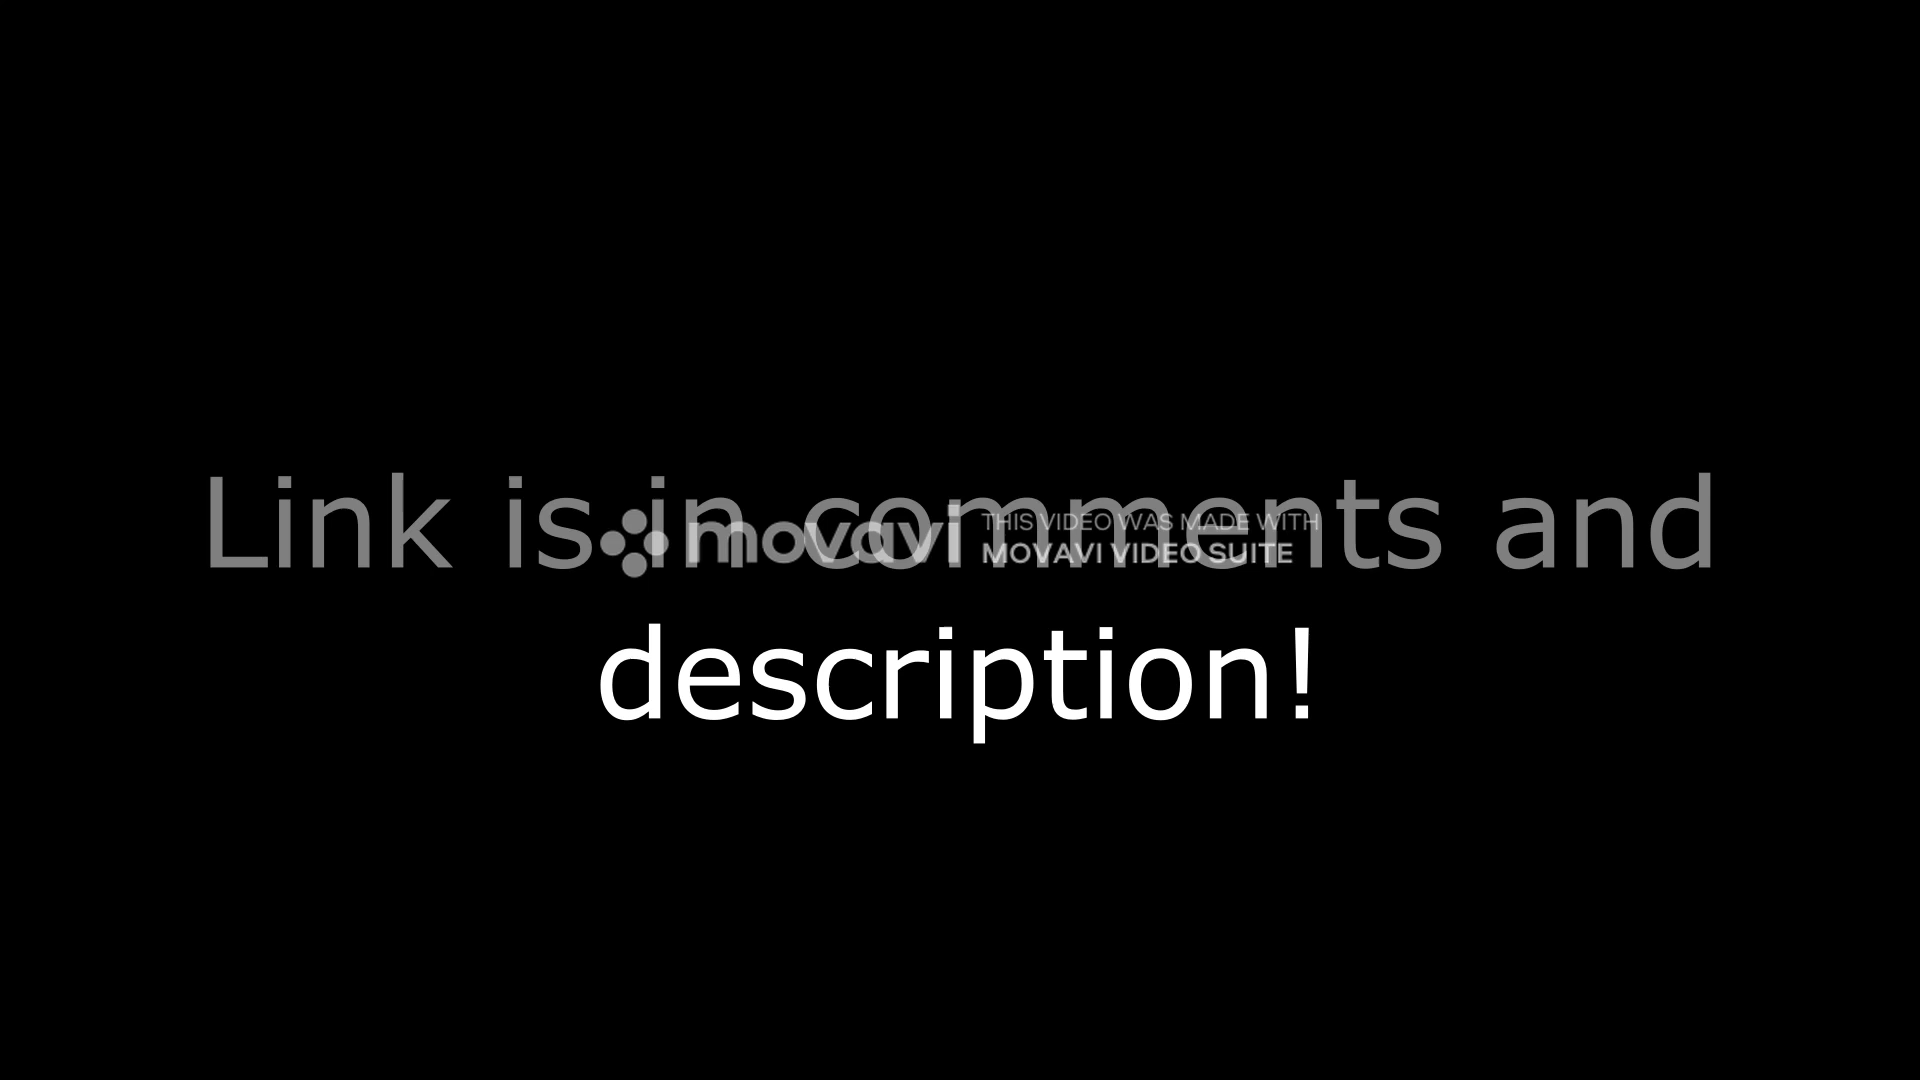 Link is in comments and
movavi
THIS VIDEO WAS MADE WITH
MOVAVI VIDEO SUITE
description!